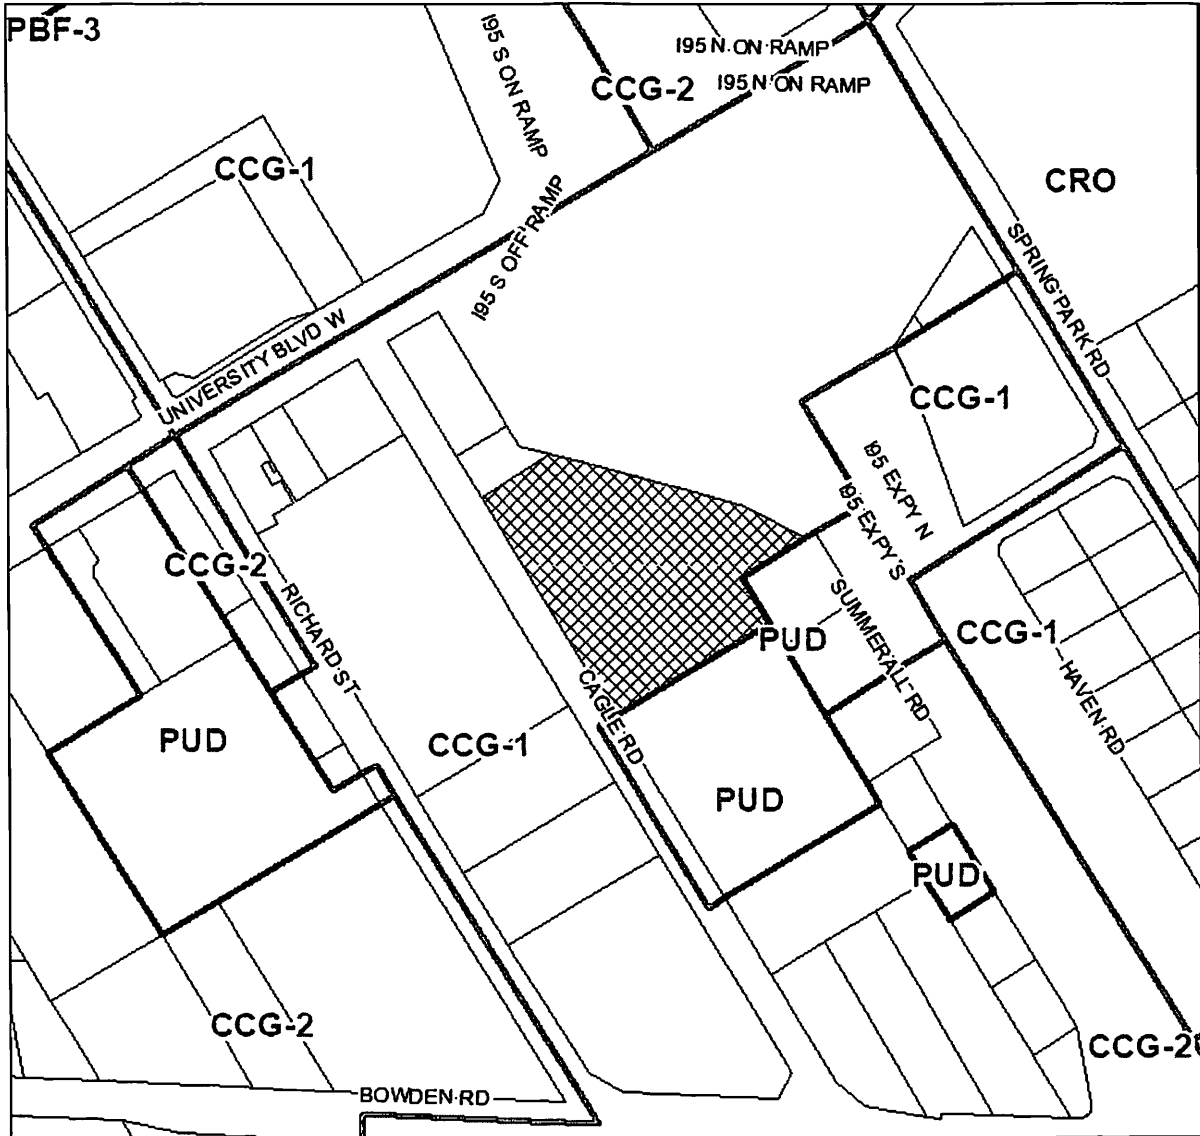 PBF-3
I95 S ON RAMP
I95 N ON RAMP
CCG-2
I95 N ON RAMP
CCG-1
CRO
I95 S OFF RAMP
SPRING PARK RD
UNIVERSITY BLVD W
CCG-1
I95 EXPY N
I95 EXPY S
CCG-2
RICHARD ST
SUMMERALL RD
PUD
CCG-1
HAVEN RD
CAGLE RD
PUD
CCG-1
PUD
PUD
CCG-2
CCG-2
BOWDEN RD